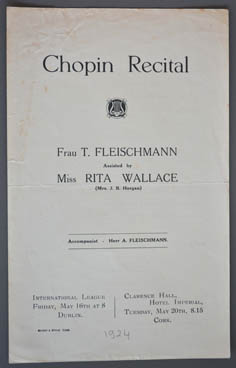 Chopin Recital
Frau T. FLEISCHMANN
Assisted by
Miss RITA WALLACE
(Mrs. J. B. Horgan)
Accompanist - Herr A. FLEISCHMANN.
International League
Friday, May 16th at 8
Dublin.
Clarence Hall,
Hotel Imperial,
Tuesday, May 20th, 8.15
Cork.
1924